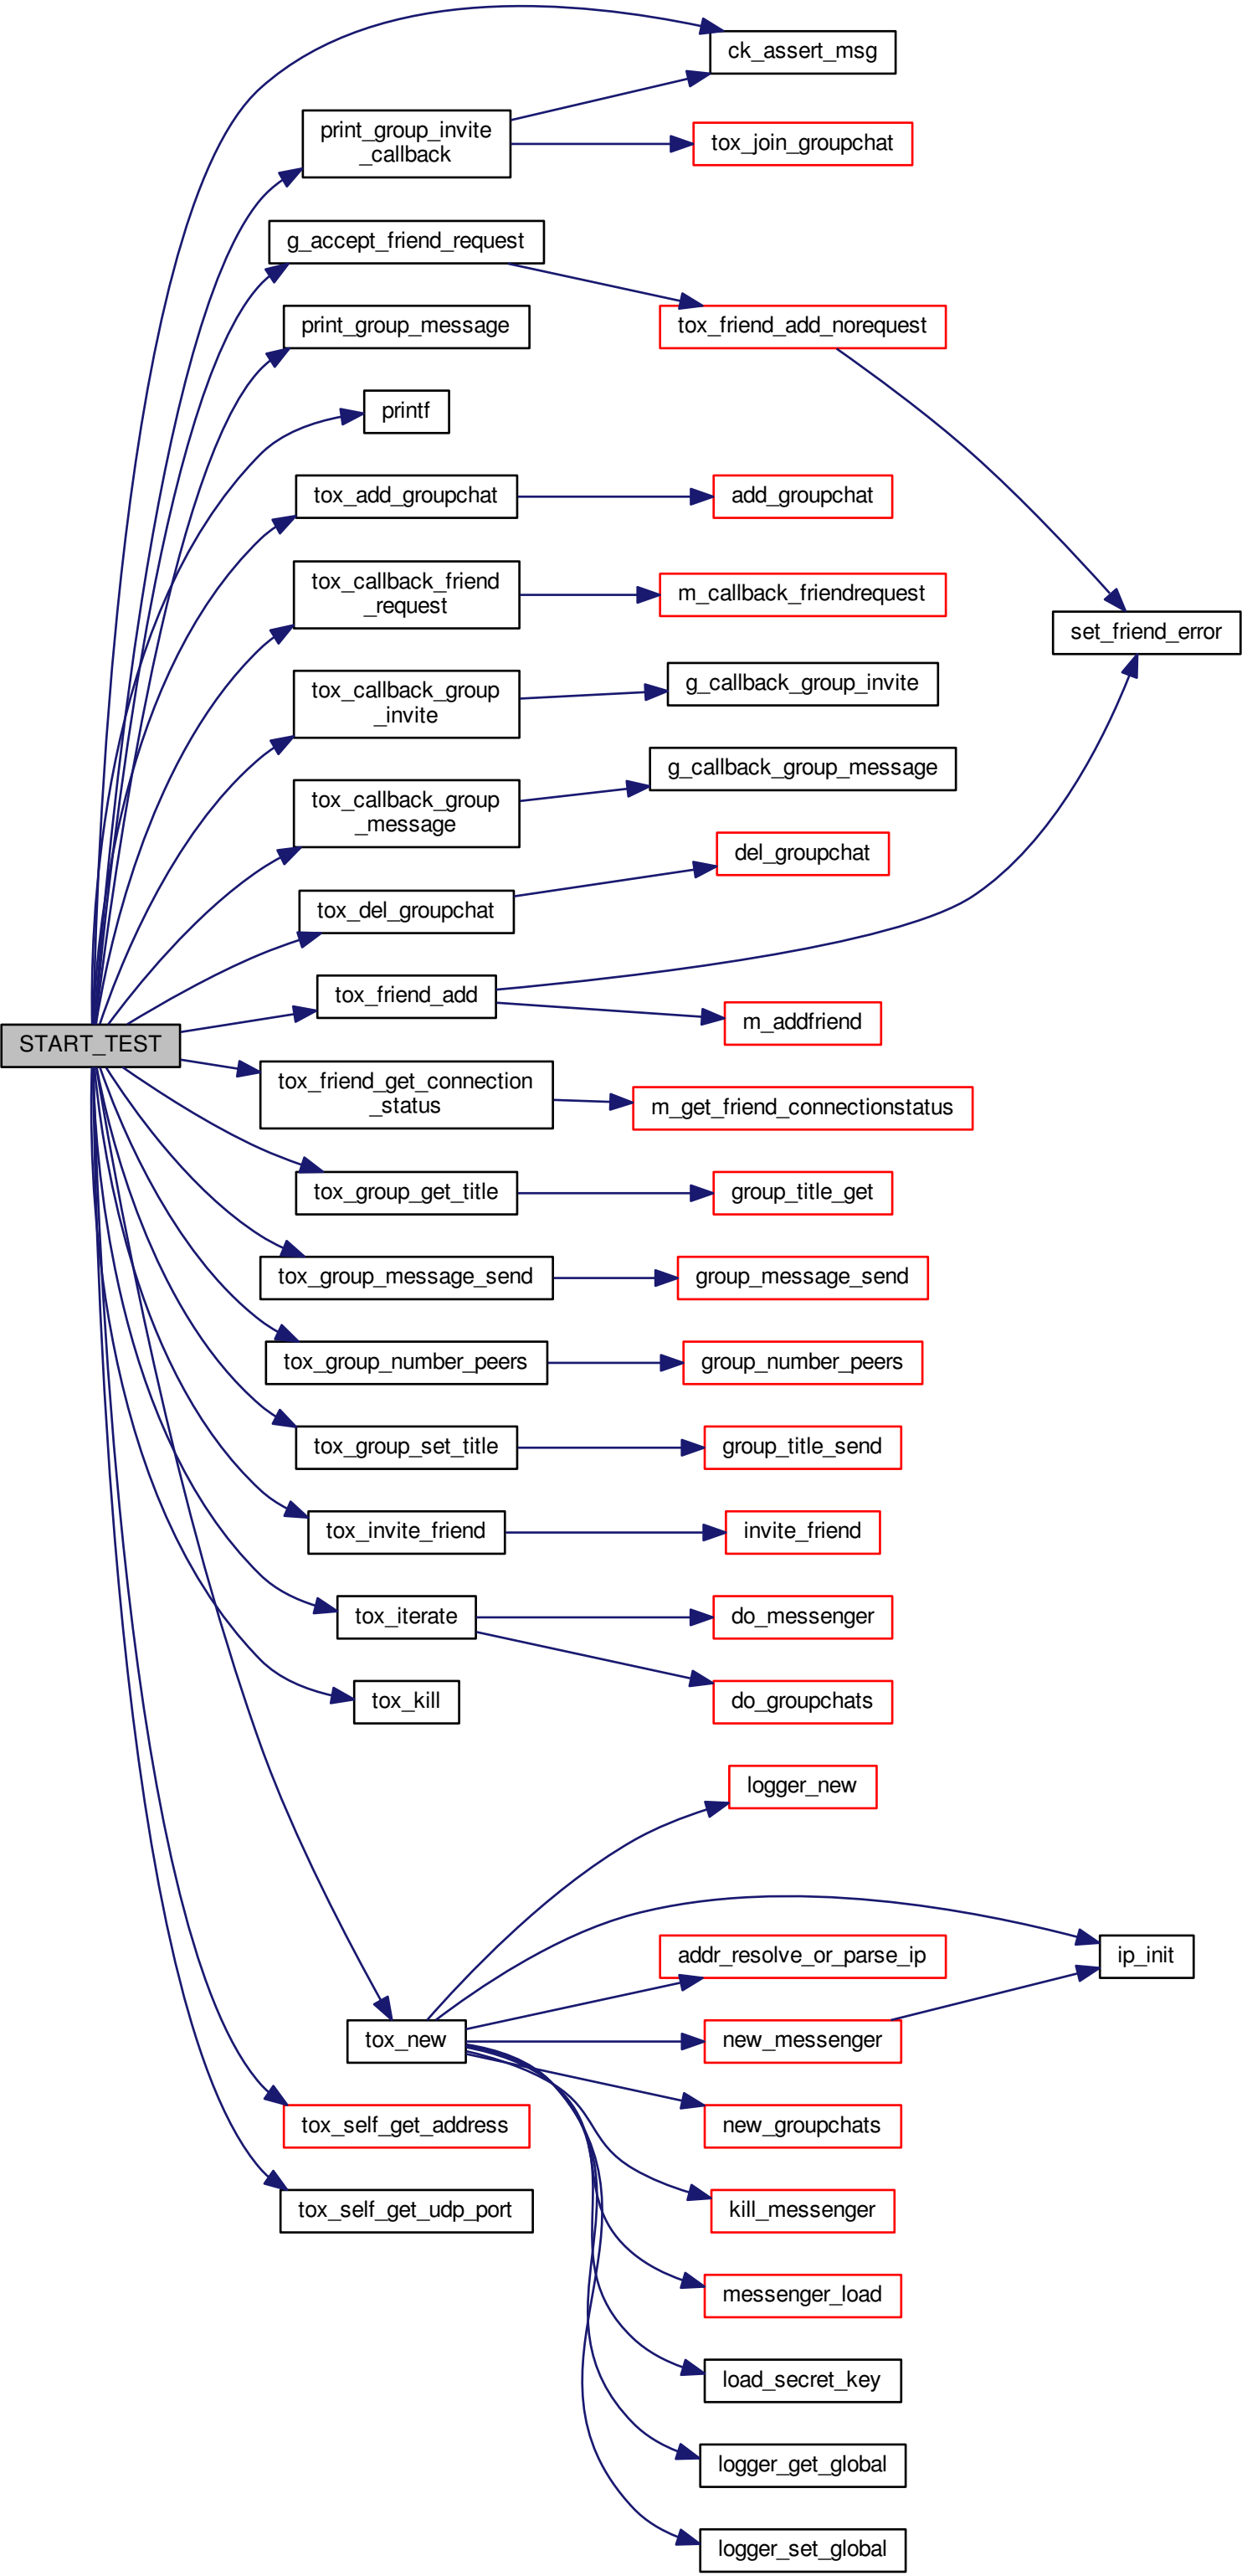 ck_assert_msg
print_group_invite
_callback
tox_join_groupchat
g_accept_friend_request
print_group_message
tox_friend_add_norequest
printf
tox_add_groupchat
add_groupchat
tox_callback_friend
_request
m_callback_friendrequest
set_friend_error
tox_callback_group
_invite
g_callback_group_invite
tox_callback_group
_message
g_callback_group_message
del_groupchat
tox_del_groupchat
tox_friend_add
m_addfriend
START_TEST
tox_friend_get_connection
_status
m_get_friend_connectionstatus
tox_group_get_title
group_title_get
tox_group_message_send
group_message_send
tox_group_number_peers
group_number_peers
tox_group_set_title
group_title_send
tox_invite_friend
invite_friend
tox_iterate
do_messenger
tox_kill
do_groupchats
logger_new
addr_resolve_or_parse_ip
ip_init
tox_new
new_messenger
tox_self_get_address
new_groupchats
tox_self_get_udp_port
kill_messenger
messenger_load
load_secret_key
logger_get_global
logger_set_global